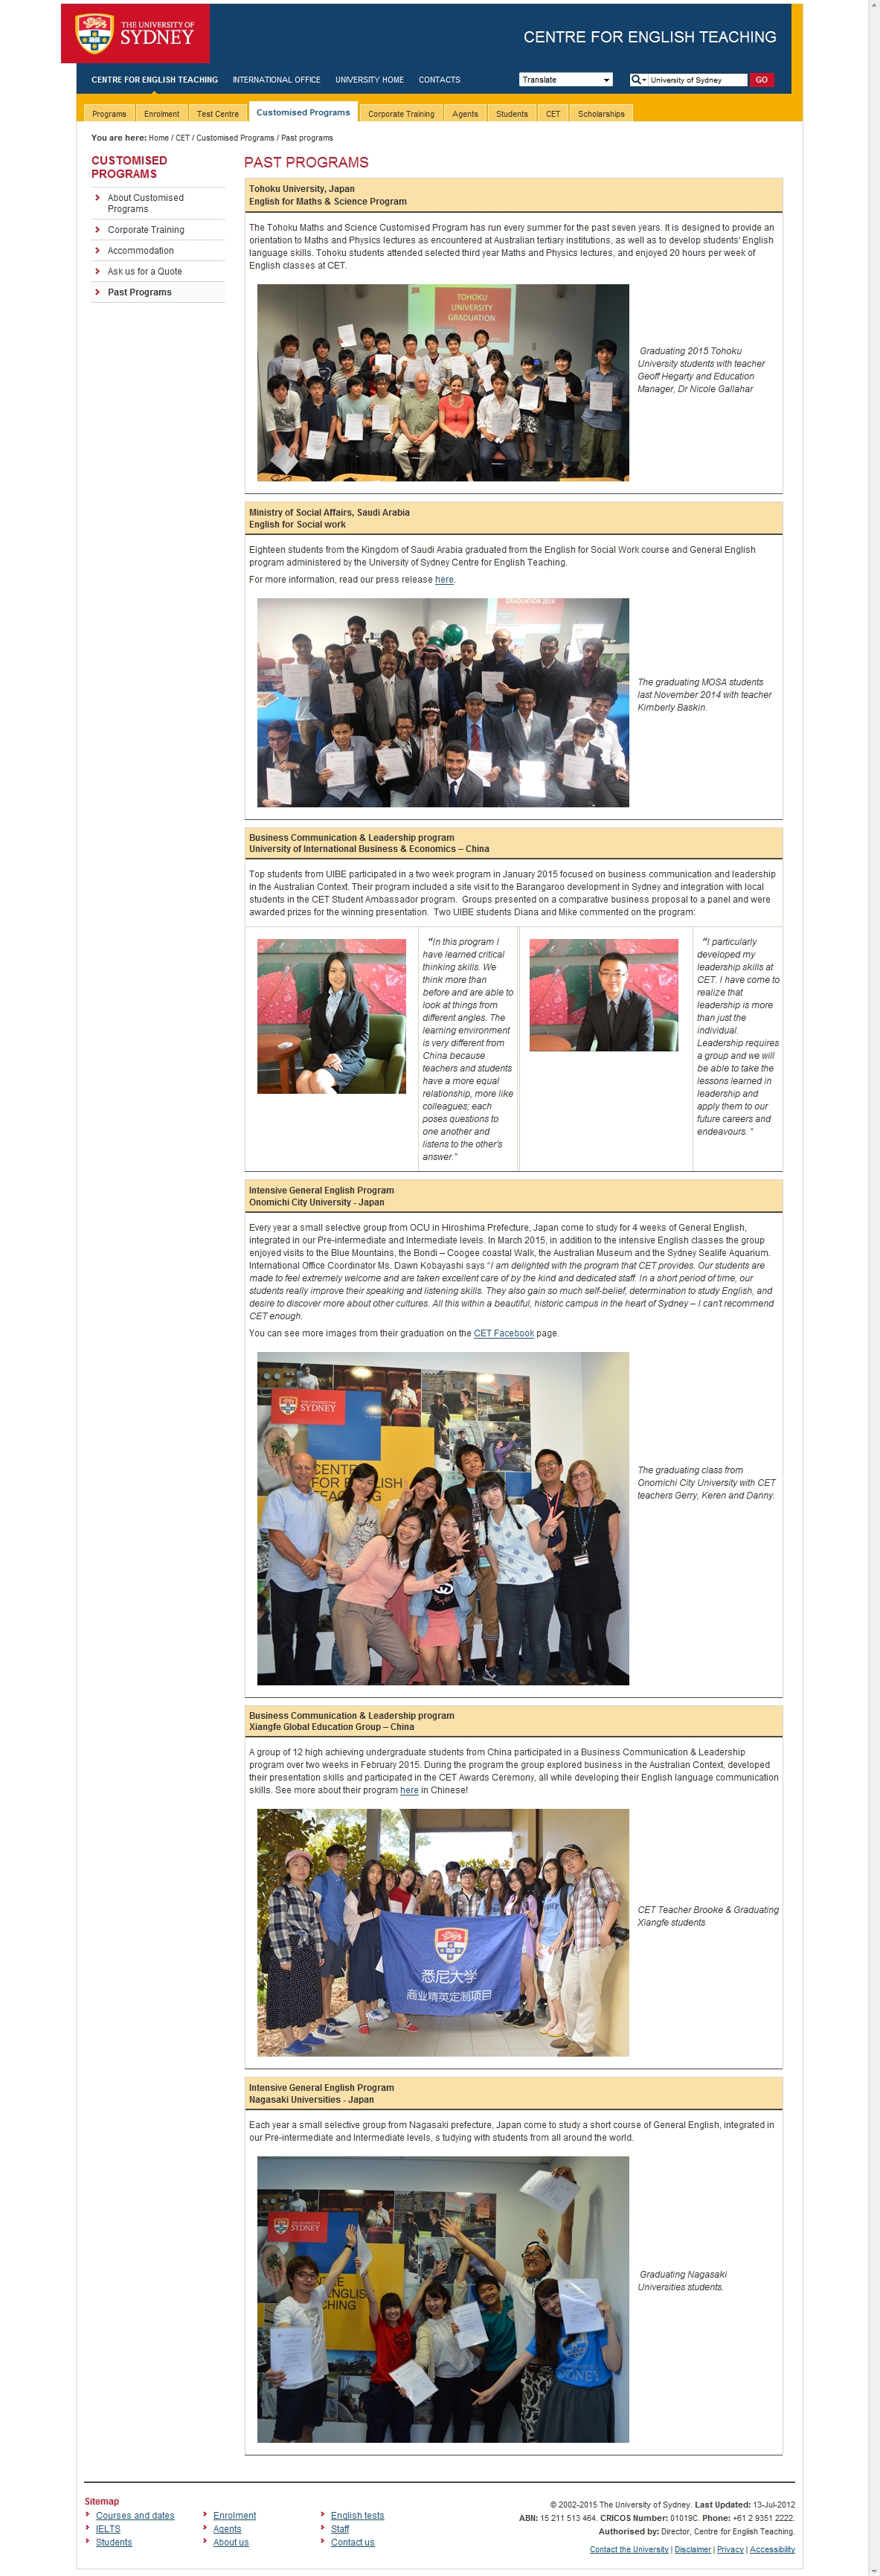 THE UNIVERSITY OF
SYDNEY
CENTRE FOR ENGLISH TEACHING
CENTRE FOR ENGLISH TEACHING
INTERNATIONAL OFFICE
UNIVERSITY HOME
CONTACTS
Translate
University of Sydney
GO
Programs
Enrolment
Test Centre
Customised Programs
Corporate Training
Agents
Students
CET
Scholarships
You are here: Home / CET / Customised Programs / Past programs
CUSTOMISED
PROGRAMS
About Customised
Programs
Corporate Training
Accommodation
Ask us for a Quote
Past Programs
PAST PROGRAMS
Tohoku University, Japan
English for Maths & Science Program
The Tohoku Maths and Science Customised Program has run every summer for the past seven years. It is designed to provide an
orientation to Maths and Physics lectures as encountered at Australian tertiary institutions, as well as to develop students' English
language skills. Tohoku students attended selected third year Maths and Physics lectures, and enjoyed 20 hours per week of
English classes at CET.
TOHOKU
UNIVERSITY
GRADUATION
Graduating 2015 Tohoku
University students with teacher
Geoff Hegarty and Education
Manager, Dr Nicole Gallahar
Ministry of Social Affairs, Saudi Arabia
English for Social work
Eighteen students from the Kingdom of Saudi Arabia graduated from the English for Social Work course and General English
program administered by the University of Sydney Centre for English Teaching.
For more information, read our press release here.
GRADUATION 2014
The graduating MOSA students
last November 2014 with teacher
Kimberly Baskin.
Business Communication & Leadership program
University of International Business & Economics – China
Top students from UIBE participated in a two week program in January 2015 focused on business communication and leadership
in the Australian Context. Their program included a site visit to the Barangaroo development in Sydney and integration with local
students in the CET Student Ambassador program.  Groups presented on a comparative business proposal to a panel and were
awarded prizes for the winning presentation.  Two UIBE students Diana and Mike commented on the program:
"In this program I
have learned critical
thinking skills. We
think more than
before and are able to
look at things from
different angles. The
learning environment
is very different from
China because
teachers and students
have a more equal
relationship, more like
colleagues; each
poses questions to
one another and
listens to the other's
answer."
"I particularly
developed my
leadership skills at
CET. I have come to
realize that
leadership is more
than just the
individual.
Leadership requires
a group and we will
be able to take the
lessons learned in
leadership and
apply them to our
future careers and
endeavours. "
Intensive General English Program
Onomichi City University - Japan
Every year a small selective group from OCU in Hiroshima Prefecture, Japan come to study for 4 weeks of General English,
integrated in our Pre-intermediate and Intermediate levels. In March 2015, in addition to the intensive English classes the group
enjoyed visits to the Blue Mountains, the Bondi – Coogee coastal Walk, the Australian Museum and the Sydney Sealife Aquarium.
International Office Coordinator Ms. Dawn Kobayashi says "I am delighted with the program that CET provides. Our students are
made to feel extremely welcome and are taken excellent care of by the kind and dedicated staff. In a short period of time, our
students really improve their speaking and listening skills. They also gain so much self-belief, determination to study English, and
desire to discover more about other cultures. All this within a beautiful, historic campus in the heart of Sydney – I can't recommend
CET enough.
You can see more images from their graduation on the CET Facebook page.
THE UNIVERSITY OF
SYDNEY
CENTRE
FOR ENGLISH
TEACHING
The graduating class from
Onomichi City University with CET
teachers Gerry, Keren and Danny.
Business Communication & Leadership program
Xiangfe Global Education Group – China
A group of 12 high achieving undergraduate students from China participated in a Business Communication & Leadership
program over two weeks in February 2015. During the program the group explored business in the Australian Context, developed
their presentation skills and participated in the CET Awards Ceremony, all while developing their English language communication
skills. See more about their program here in Chinese!
悉尼大学
商业精英定制项目
CET Teacher Brooke & Graduating
Xiangfe students
Intensive General English Program
Nagasaki Universities - Japan
Each year a small selective group from Nagasaki prefecture, Japan come to study a short course of General English, integrated in
our Pre-intermediate and Intermediate levels, s tudying with students from all around the world.
SYDNEY
ENGLIS
CHING
SYDNEY
Graduating Nagasaki
Universities students.
Sitemap
Courses and dates
IELTS
Students
Enrolment
Agents
About us
English tests
Staff
Contact us
© 2002-2015 The University of Sydney. Last Updated: 13-Jul-2012
ABN: 15 211 513 464. CRICOS Number: 01019C. Phone: +61 2 9351 2222.
Authorised by: Director, Centre for English Teaching.
Contact the University | Disclaimer | Privacy | Accessibility